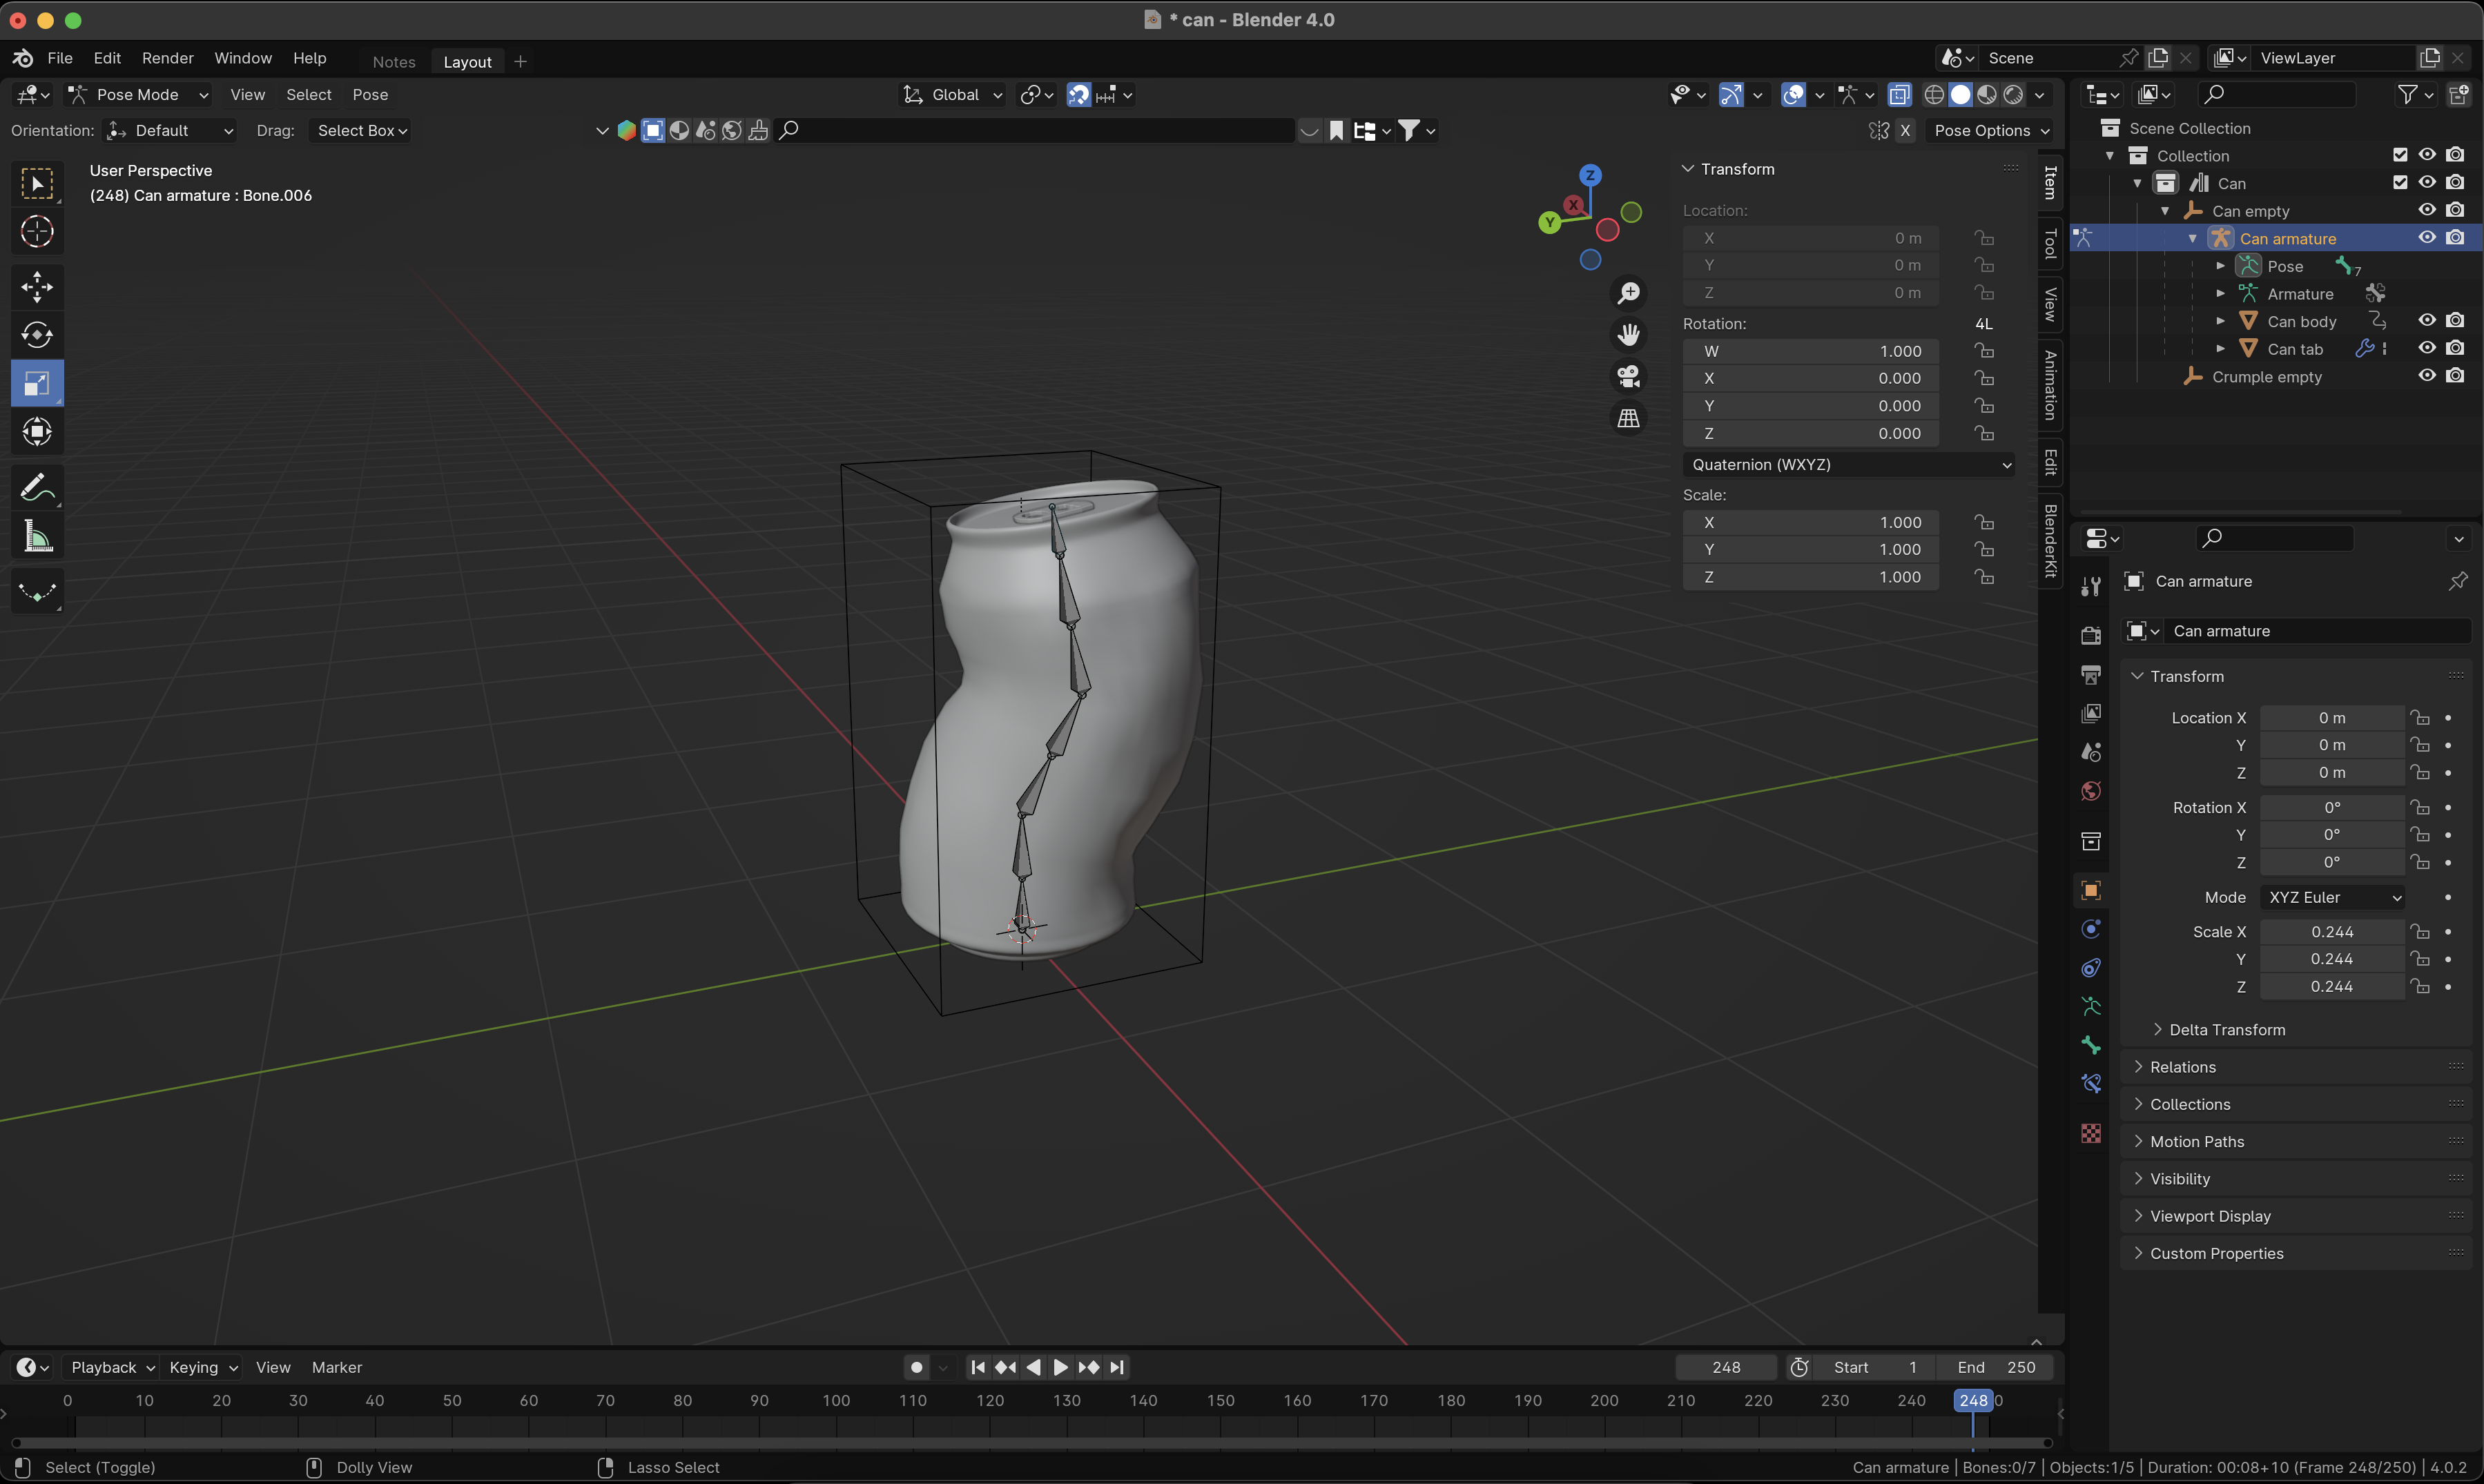 * can - Blender 4.0
File Edit Render Window Help Notes Layout Scene ViewLayer
Pose Mode View Select Pose Global
Orientation: Default Drag: Select Box X Pose Options
User Perspective
(248) Can armature : Bone.006
Z
X
Y
Transform
Location:
X 0 m
Y 0 m
Z 0 m
Rotation: 4L
W 1.000
X 0.000
Y 0.000
Z 0.000
Quaternion (WXYZ)
Scale:
X 1.000
Y 1.000
Z 1.000
Item
Tool
View
Animation
Edit
BlenderKit
Scene Collection
Collection
Can
Can empty
Can armature
Pose 7
Armature
Can body
Can tab
Crumple empty
Can armature
Can armature
Transform
Location X 0 m
Y 0 m
Z 0 m
Rotation X 0°
Y 0°
Z 0°
Mode XYZ Euler
Scale X 0.244
Y 0.244
Z 0.244
Delta Transform
Relations
Collections
Motion Paths
Visibility
Viewport Display
Custom Properties
Playback Keying View Marker 248 Start 1 End 250
0 10 20 30 40 50 60 70 80 90 100 110 120 130 140 150 160 170 180 190 200 210 220 230 240 248 0
Select (Toggle) Dolly View Lasso Select Can armature | Bones:0/7 | Objects:1/5 | Duration: 00:08+10 (Frame 248/250) | 4.0.2